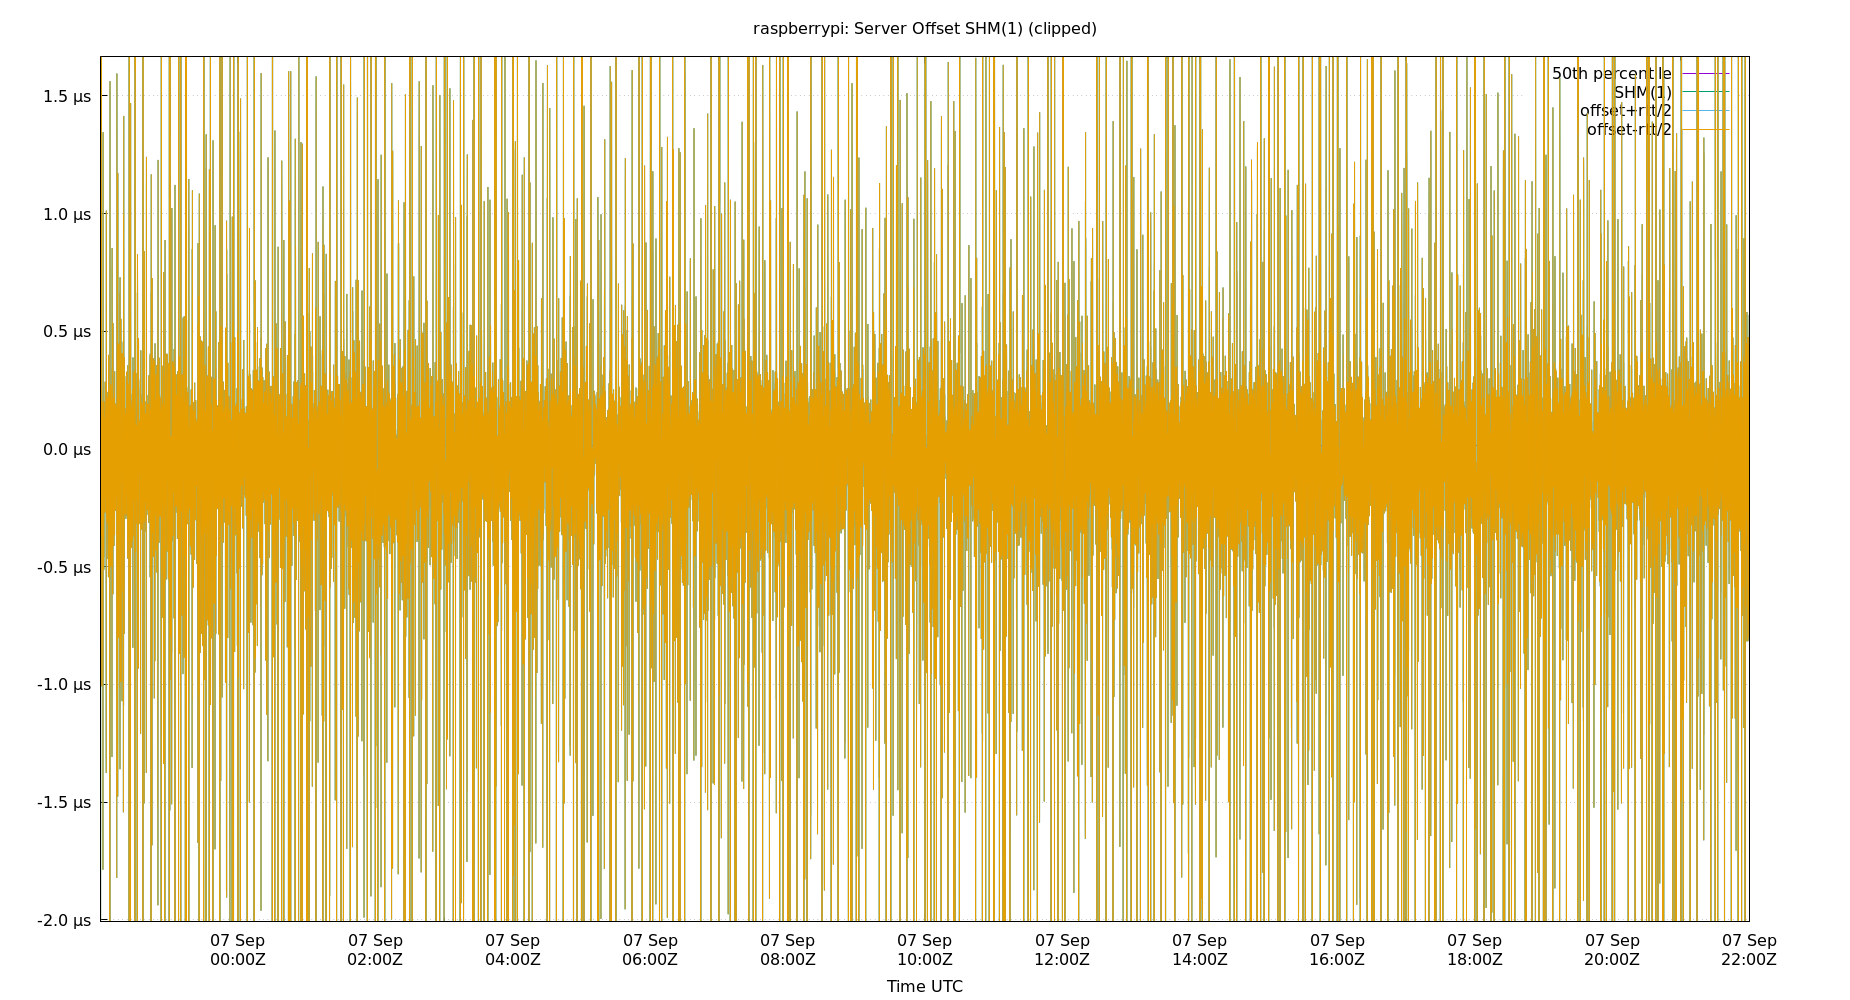 raspberrypi: Server Offset SHM(1) (clipped)
50th percentile
SHM(1)
offset+rtt/2
offset-rtt/2
1.5 µs
1.0 µs
0.5 µs
0.0 µs
-0.5 µs
-1.0 µs
-1.5 µs
-2.0 µs
07 Sep 07 Sep 07 Sep 07 Sep 07 Sep 07 Sep 07 Sep 07 Sep 07 Sep 07 Sep 07 Sep 07 Sep
00:00Z 02:00Z 04:00Z 06:00Z 08:00Z 10:00Z 12:00Z 14:00Z 16:00Z 18:00Z 20:00Z 22:00Z
Time UTC